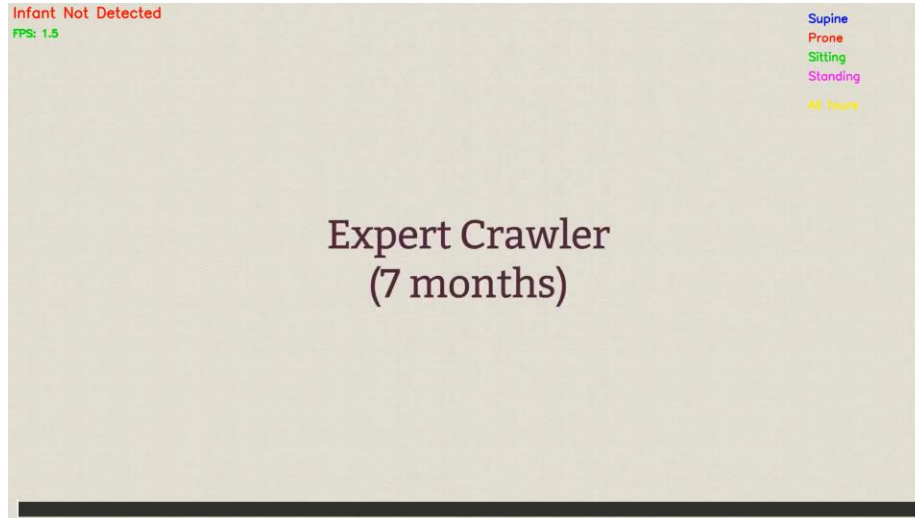 Infant Not Detected
FPS: 1.5
Supine
Prone
Sitting
Standing
All Fours
Expert Crawler
(7 months)